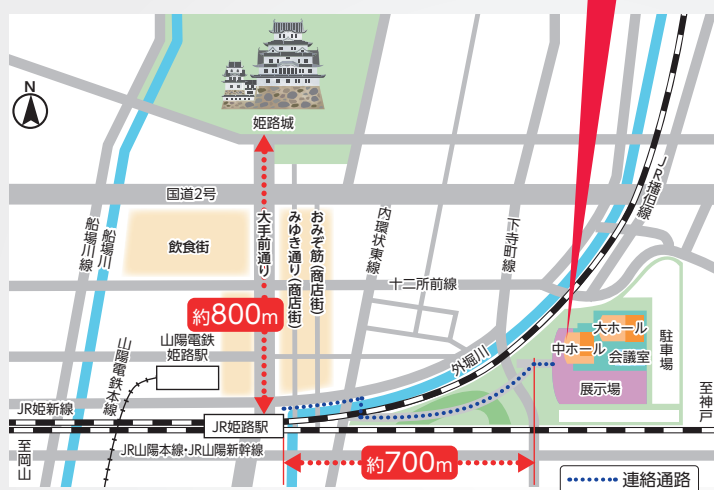 N
姫路城
国道2号
船場川線
船場川
飲食街
大手前通り
みゆき通り(商店街)
おみぞ筋(商店街)
内環状東線
下寺町線
JR播但線
十二所前線
約800m
山陽電鉄
姫路駅
山陽電鉄本線
外堀川
大ホール
中ホール
会議室
展示場
駐車場
JR姫新線
JR姫路駅
至神戸
至岡山
JR山陽本線・JR山陽新幹線
約700m
連絡通路